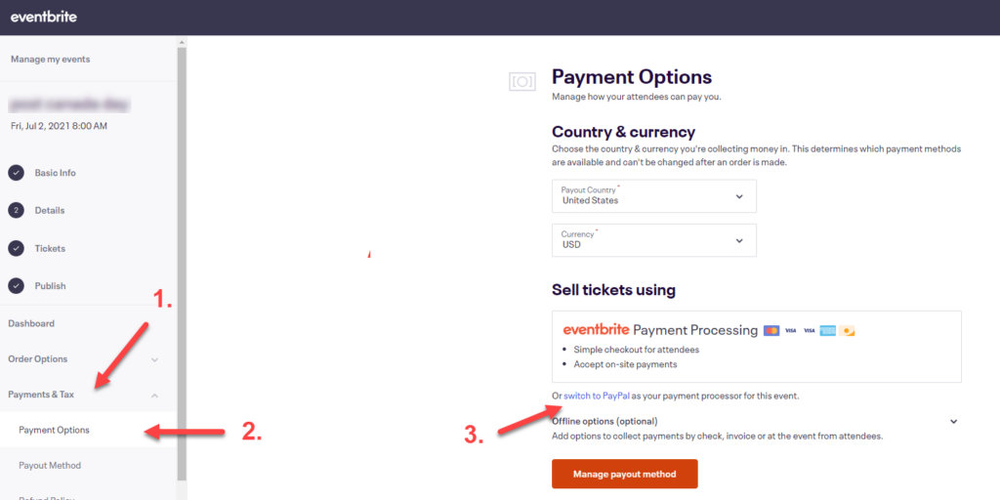 eventbrite
Manage my events
Fri, Jul 2, 2021 8:00 AM
Basic Info
2 Details
Tickets
Publish
1.
Dashboard
Order Options
Payments & Tax
Payment Options
2.
Payout Method
Refund Policy
Payment Options
Manage how your attendees can pay you.
Country & currency
Choose the country & currency you're collecting money in. This determines which payment methods
are available and can't be changed after an order is made.
Payout Country *
United States
Currency *
USD
Sell tickets using
eventbrite Payment Processing VISA VISA
Simple checkout for attendees
Accept on-site payments
Or switch to PayPal as your payment processor for this event.
3.
Offline options (optional)
Add options to collect payments by check, invoice or at the event from attendees.
Manage payout method